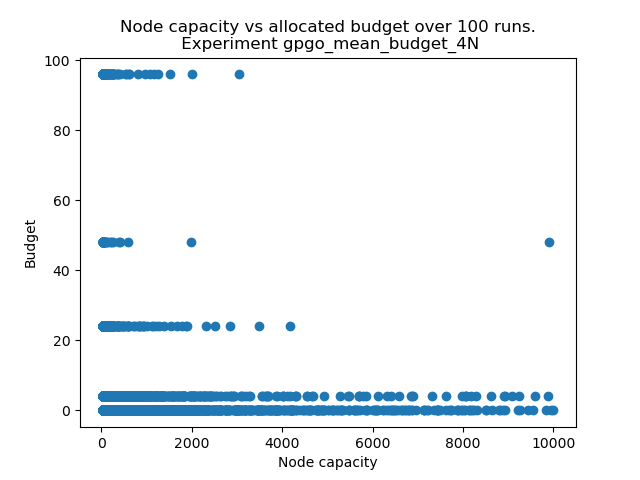 Node capacity vs allocated budget over 100 runs.
Experiment gpgo_mean_budget_4N
100
80
60
40
20
0
Budget
0 2000 4000 6000 8000 10000
Node capacity